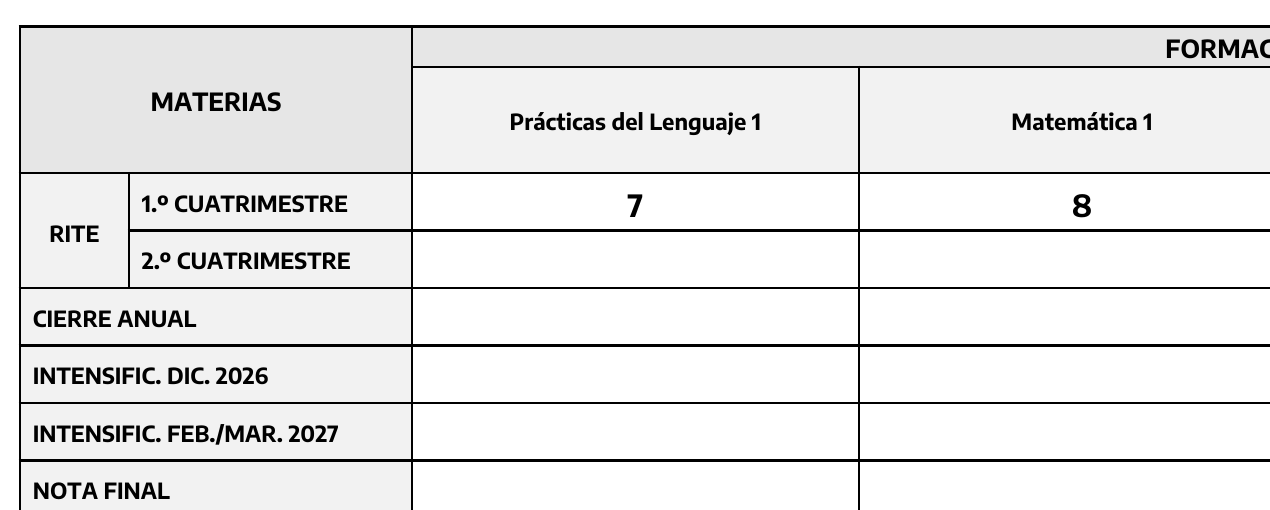 FORMAC
MATERIAS
Prácticas del Lenguaje 1
Matemática 1
RITE
1.º CUATRIMESTRE
7
8
2.º CUATRIMESTRE
CIERRE ANUAL
INTENSIFIC. DIC. 2026
INTENSIFIC. FEB./MAR. 2027
NOTA FINAL